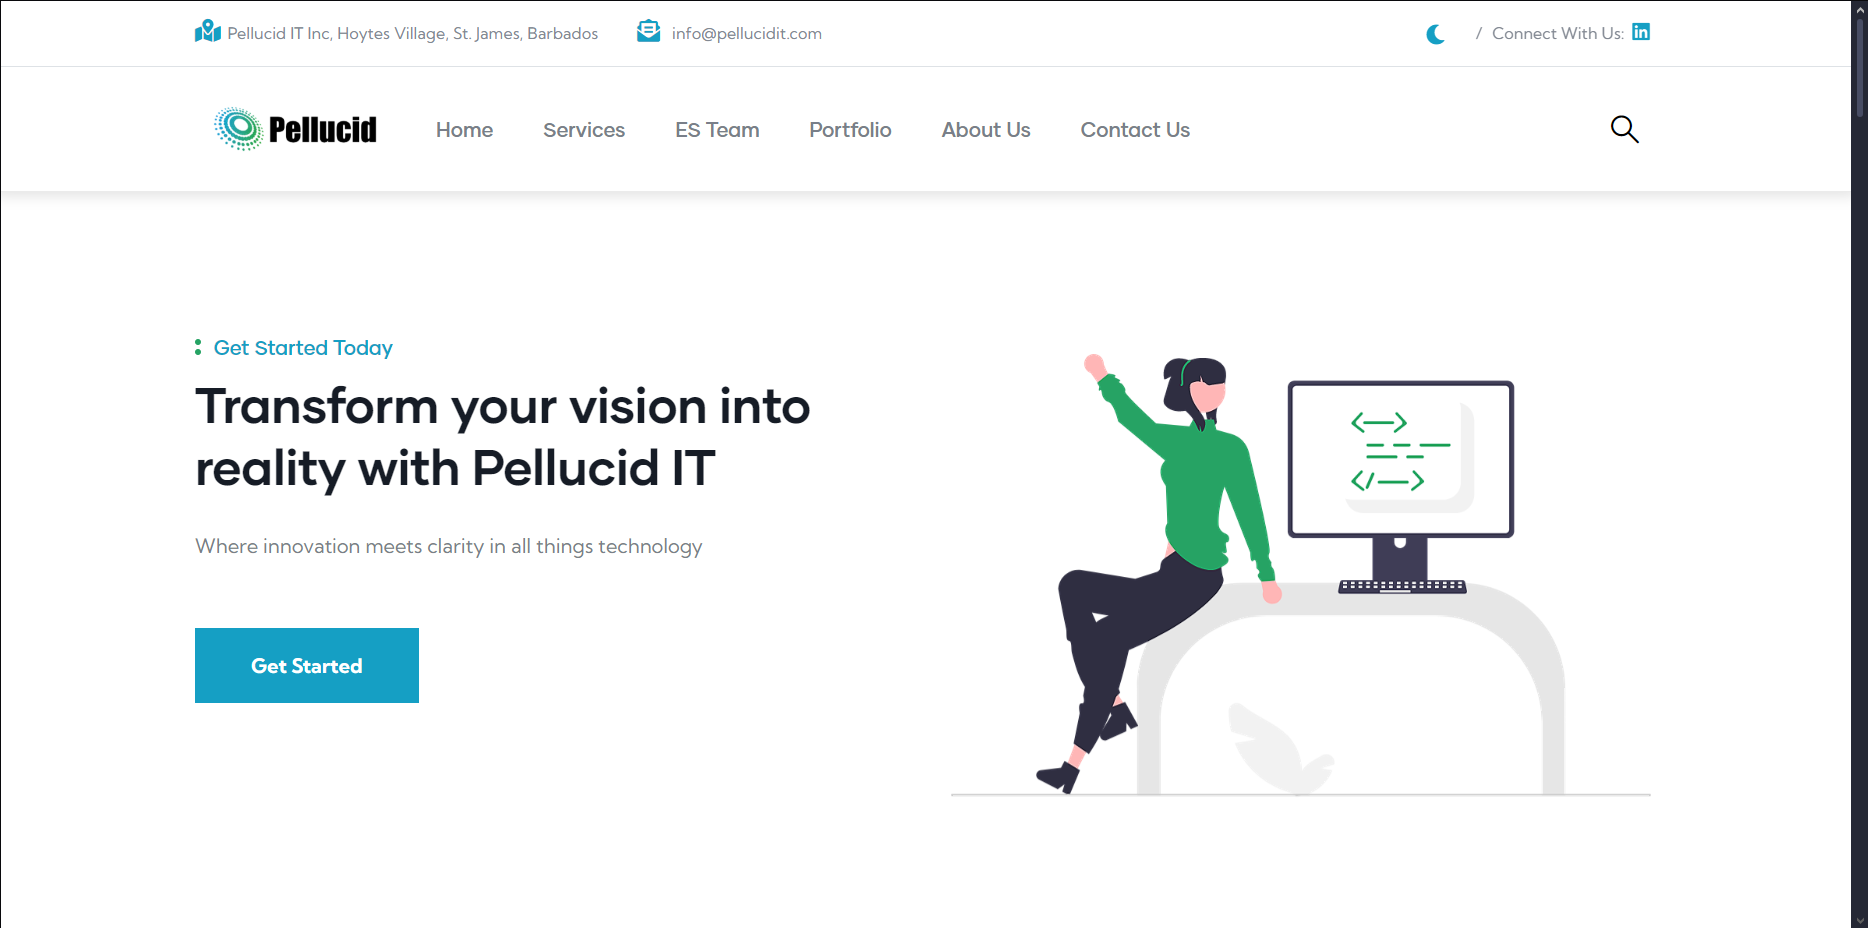 Pellucid IT Inc, Hoytes Village, St. James, Barbados info@pellucidit.com / Connect With Us:
Pellucid Home Services ES Team Portfolio About Us Contact Us
Get Started Today
Transform your vision into
reality with Pellucid IT
Where innovation meets clarity in all things technology
Get Started